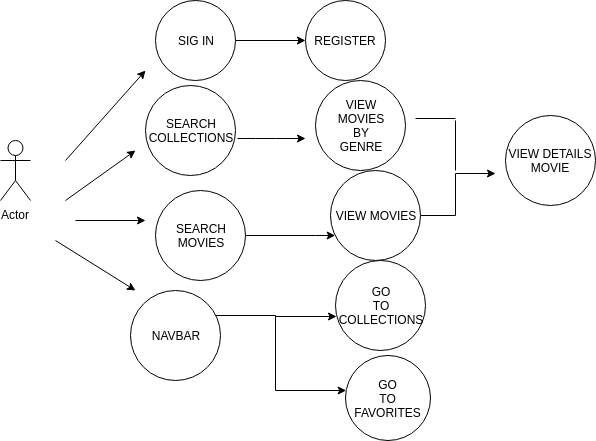 SIG IN
REGISTER
SEARCH
COLLECTIONS
VIEW
MOVIES
BY
GENRE
VIEW DETAILS
MOVIE
Actor
SEARCH
MOVIES
VIEW MOVIES
NAVBAR
GO
TO
COLLECTIONS
GO
TO
FAVORITES